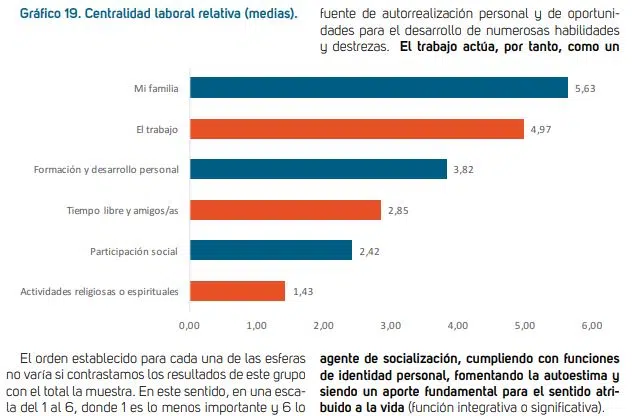 Gráfico 19. Centralidad laboral relativa (medias).
Mi familia
5,63
El trabajo
4,97
Formación y desarrollo personal
3,82
Tiempo libre y amigos/as
2,85
Participación social
2,42
Actividades religiosas o espirituales
1,43
0,00 1,00 2,00 3,00 4,00 5,00 6,00
El orden establecido para cada una de las esferas
no varía si contrastamos los resultados de este grupo
con el total la muestra. En este sentido, en una esca-
la del 1 al 6, donde 1 es lo menos importante y 6 lo
fuente de autorrealización personal y de oportuni-
dades para el desarrollo de numerosas habilidades
y destrezas. El trabajo actúa, por tanto, como un
agente de socialización, cumpliendo con funciones
de identidad personal, fomentando la autoestima y
siendo un aporte fundamental para el sentido atri-
buido a la vida (función integrativa o significativa).